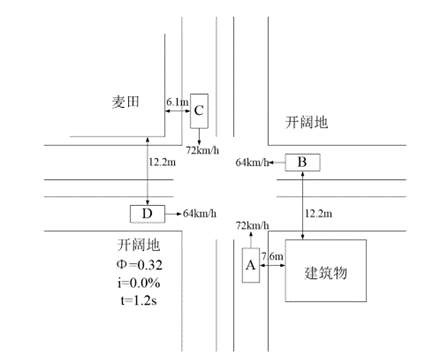 麦田
6.1m
C
72km/h
开阔地
12.2m
64km/h
B
D
64km/h
12.2m
72km/h
开阔地
Φ=0.32
i=0.0%
t=1.2s
A
7.6m
建筑物